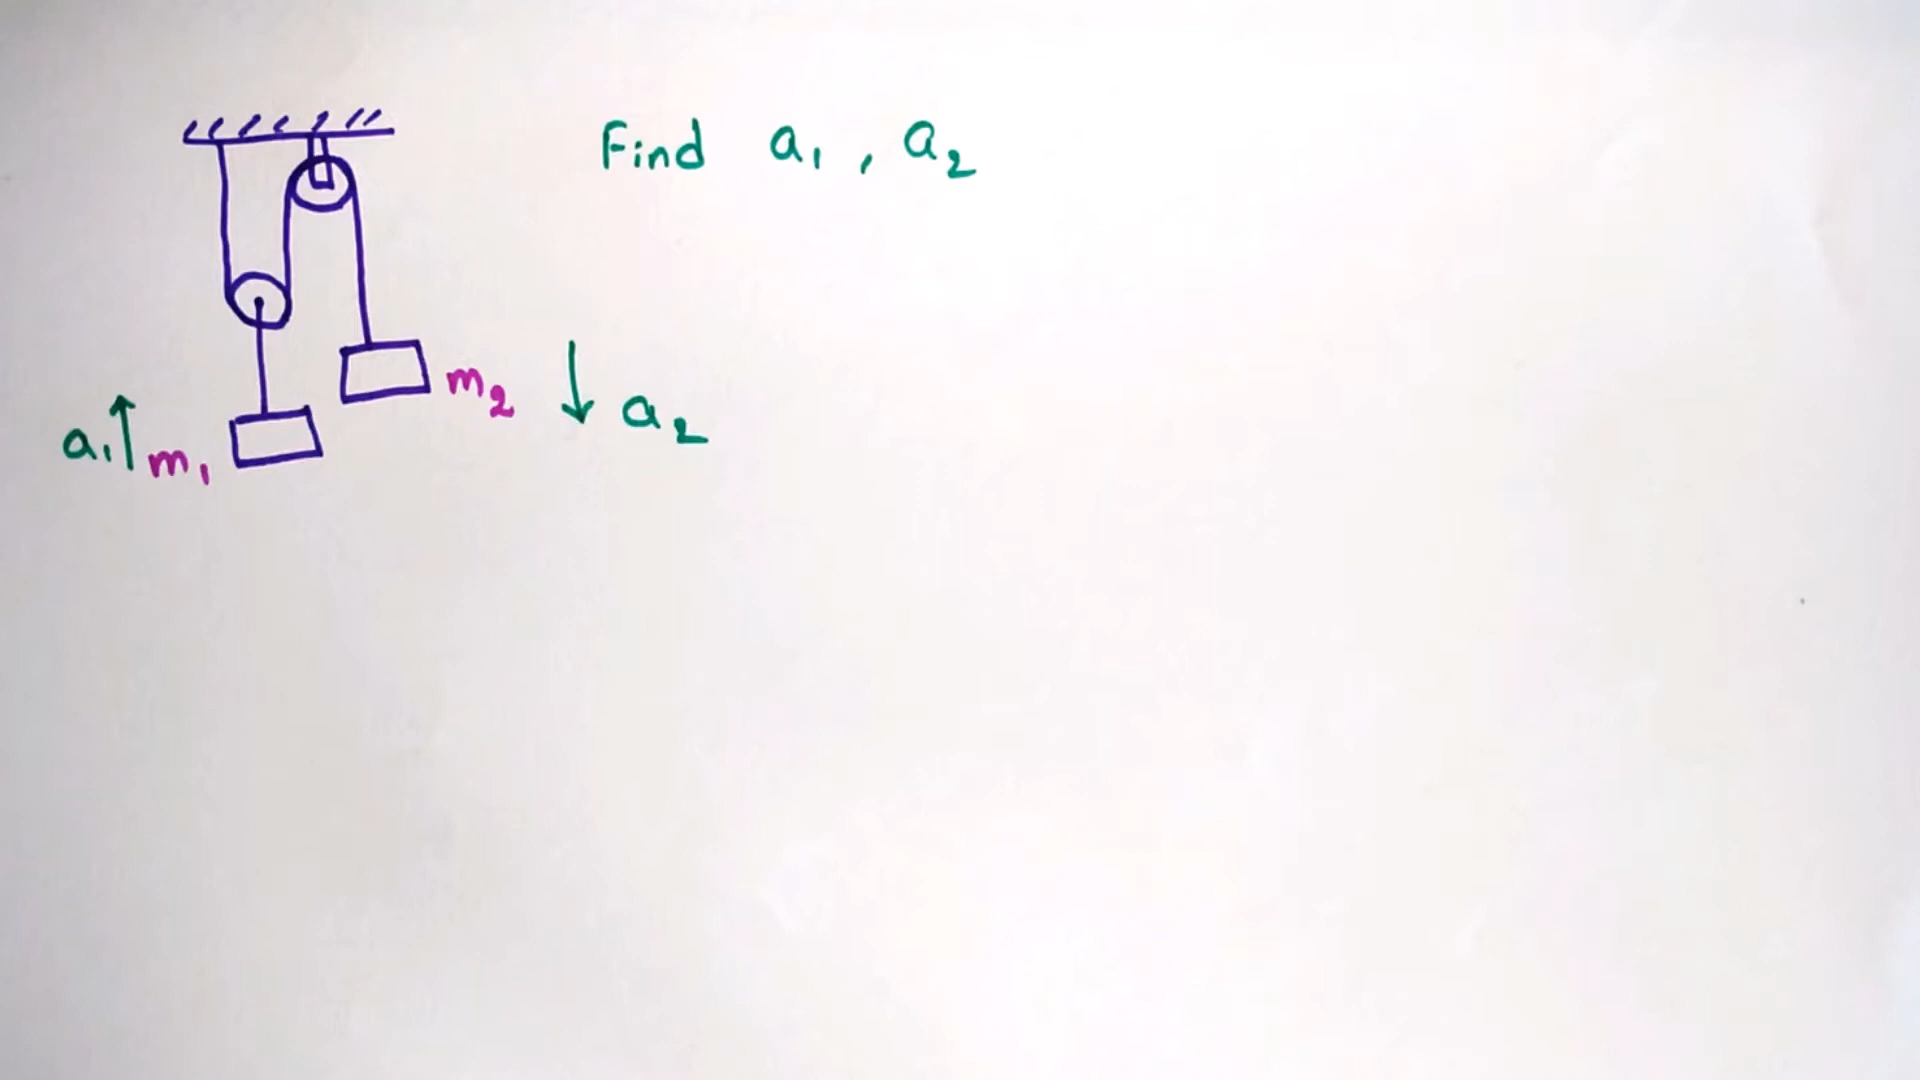 Find a₁ , a₂
m₂ ↓ a₂
a₁↑ m₁